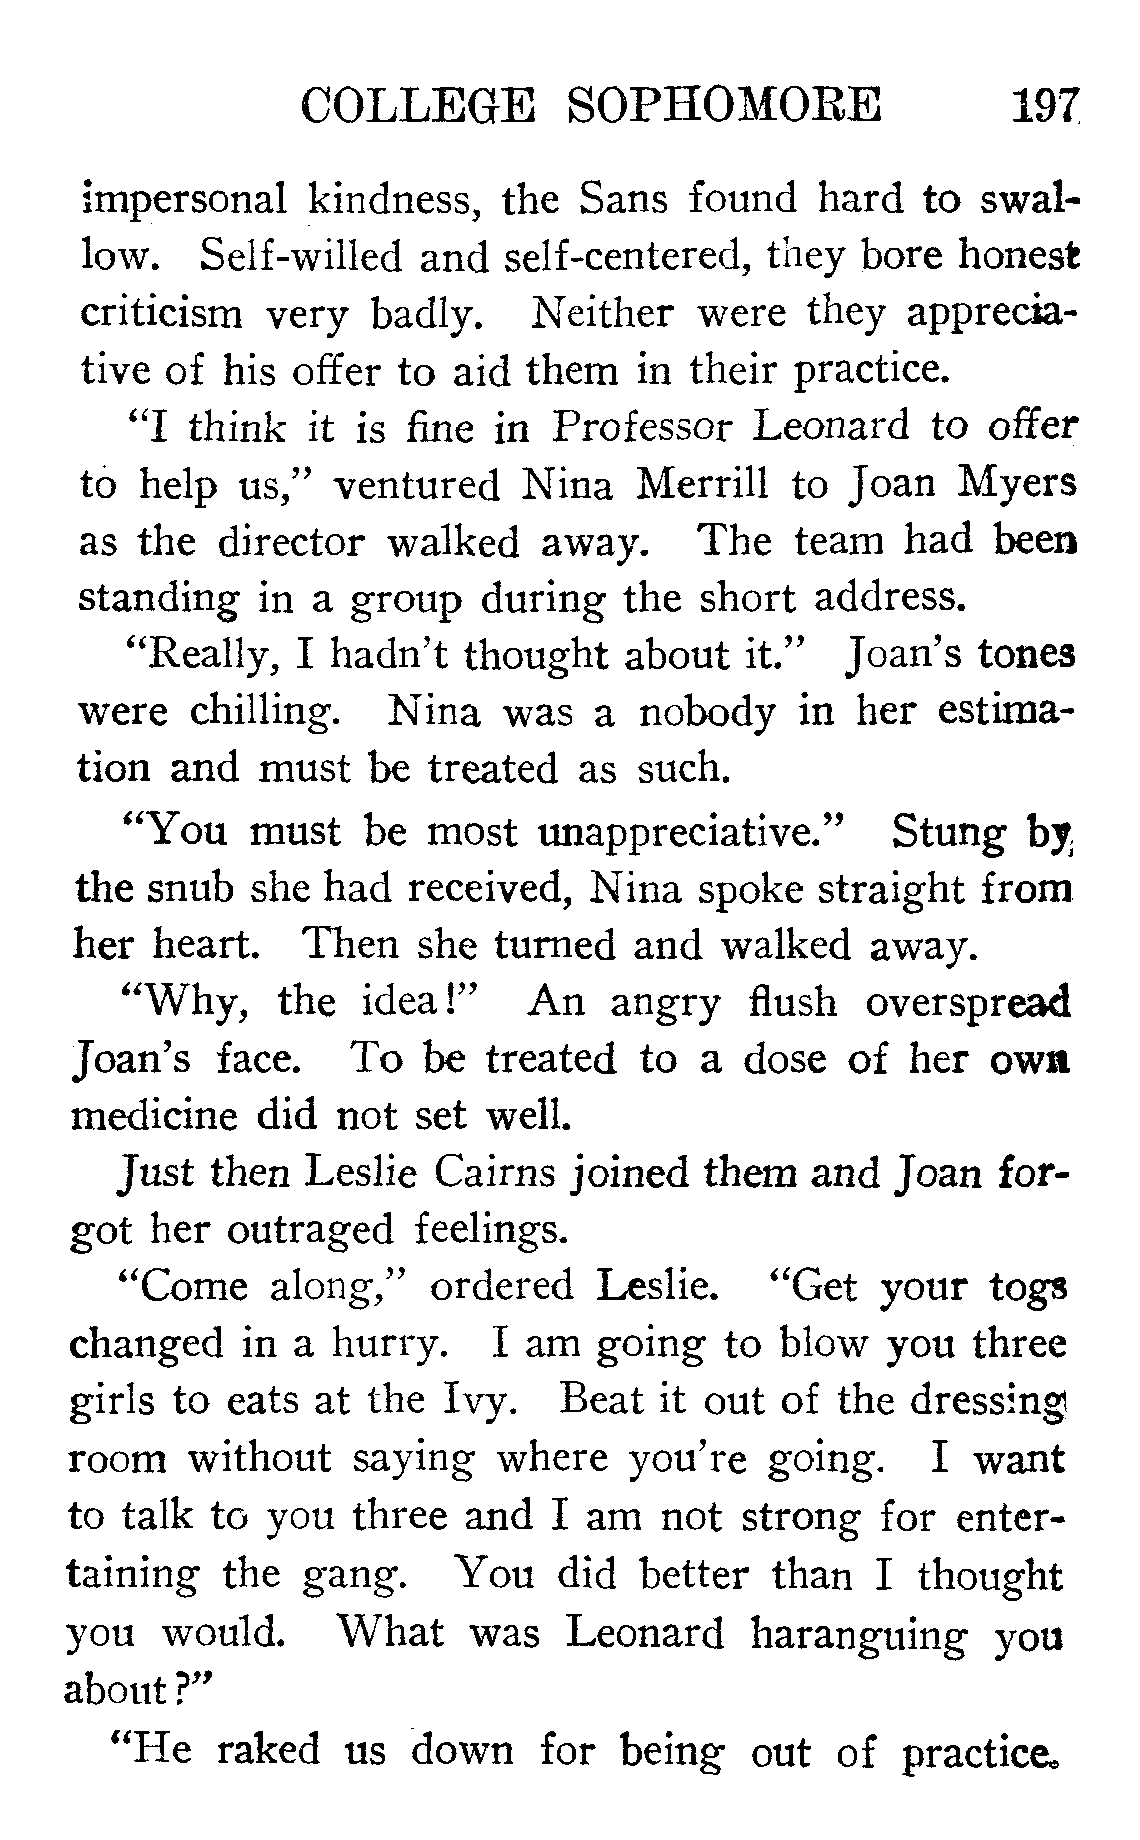 COLLEGE SOPHOMORE 197
impersonal kindness, the Sans found hard to swal-
low. Self-willed and self-centered, they bore honest
criticism very badly. Neither were they apprecia-
tive of his offer to aid them in their practice.
“I think it is fine in Professor Leonard to offer
to help us,” ventured Nina Merrill to Joan Myers
as the director walked away. The team had been
standing in a group during the short address.
“Really, I hadn’t thought about it.” Joan’s tones
were chilling. Nina was a nobody in her estima-
tion and must be treated as such.
“You must be most unappreciative.” Stung by
the snub she had received, Nina spoke straight from
her heart. Then she turned and walked away.
“Why, the idea!” An angry flush overspread
Joan’s face. To be treated to a dose of her own
medicine did not set well.
Just then Leslie Cairns joined them and Joan for-
got her outraged feelings.
“Come along,” ordered Leslie. “Get your togs
changed in a hurry. I am going to blow you three
girls to eats at the Ivy. Beat it out of the dressing
room without saying where you’re going. I want
to talk to you three and I am not strong for enter-
taining the gang. You did better than I thought
you would. What was Leonard haranguing you
about?”
“He raked us down for being out of practice.